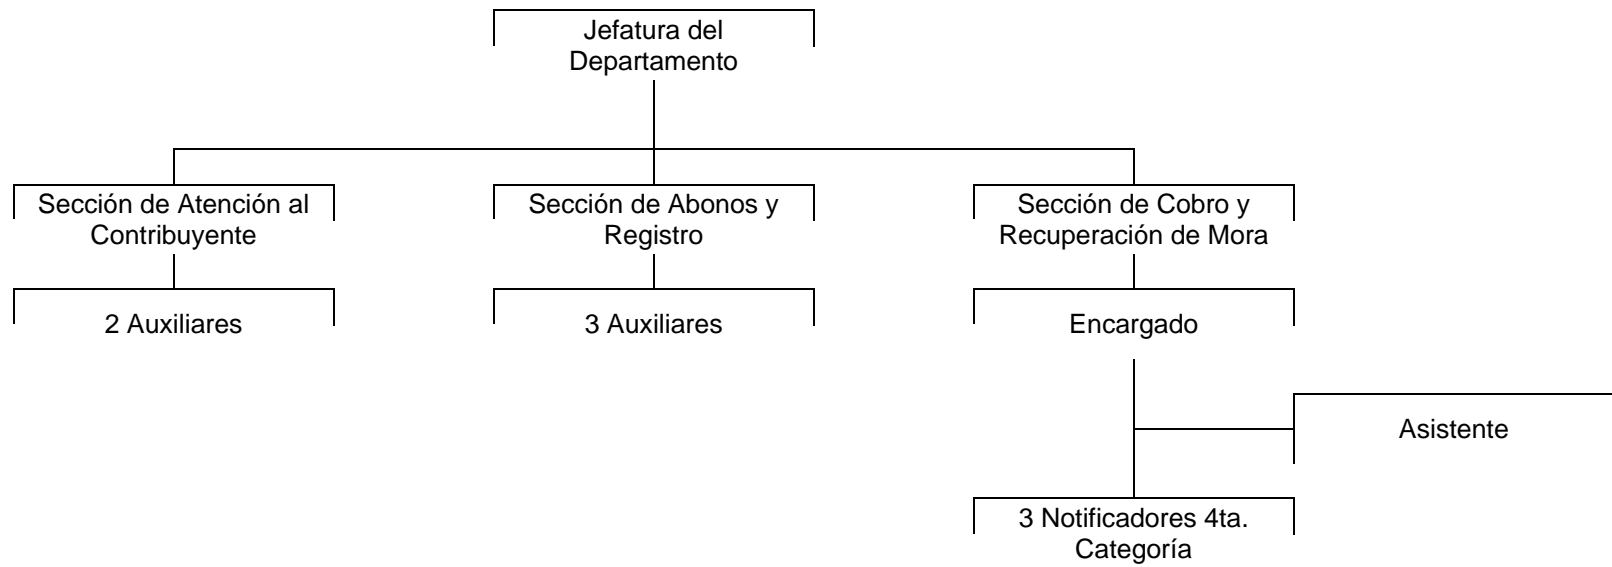 Jefatura del
Departamento
Sección de Atención al
Contribuyente
Sección de Abonos y
Registro
Sección de Cobro y
Recuperación de Mora
2 Auxiliares
3 Auxiliares
Encargado
Asistente
3 Notificadores 4ta.
Categoría